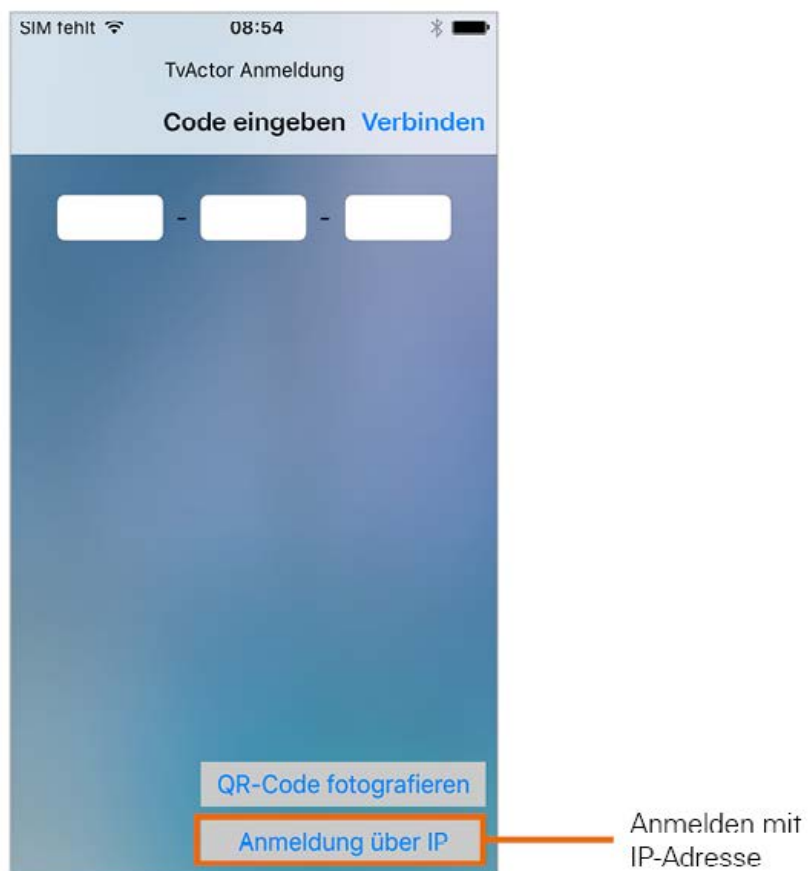 SIM fehlt 08:54
TvActor Anmeldung
Code eingeben Verbinden
- -
QR-Code fotografieren
Anmeldung über IP
Anmelden mit
IP-Adresse